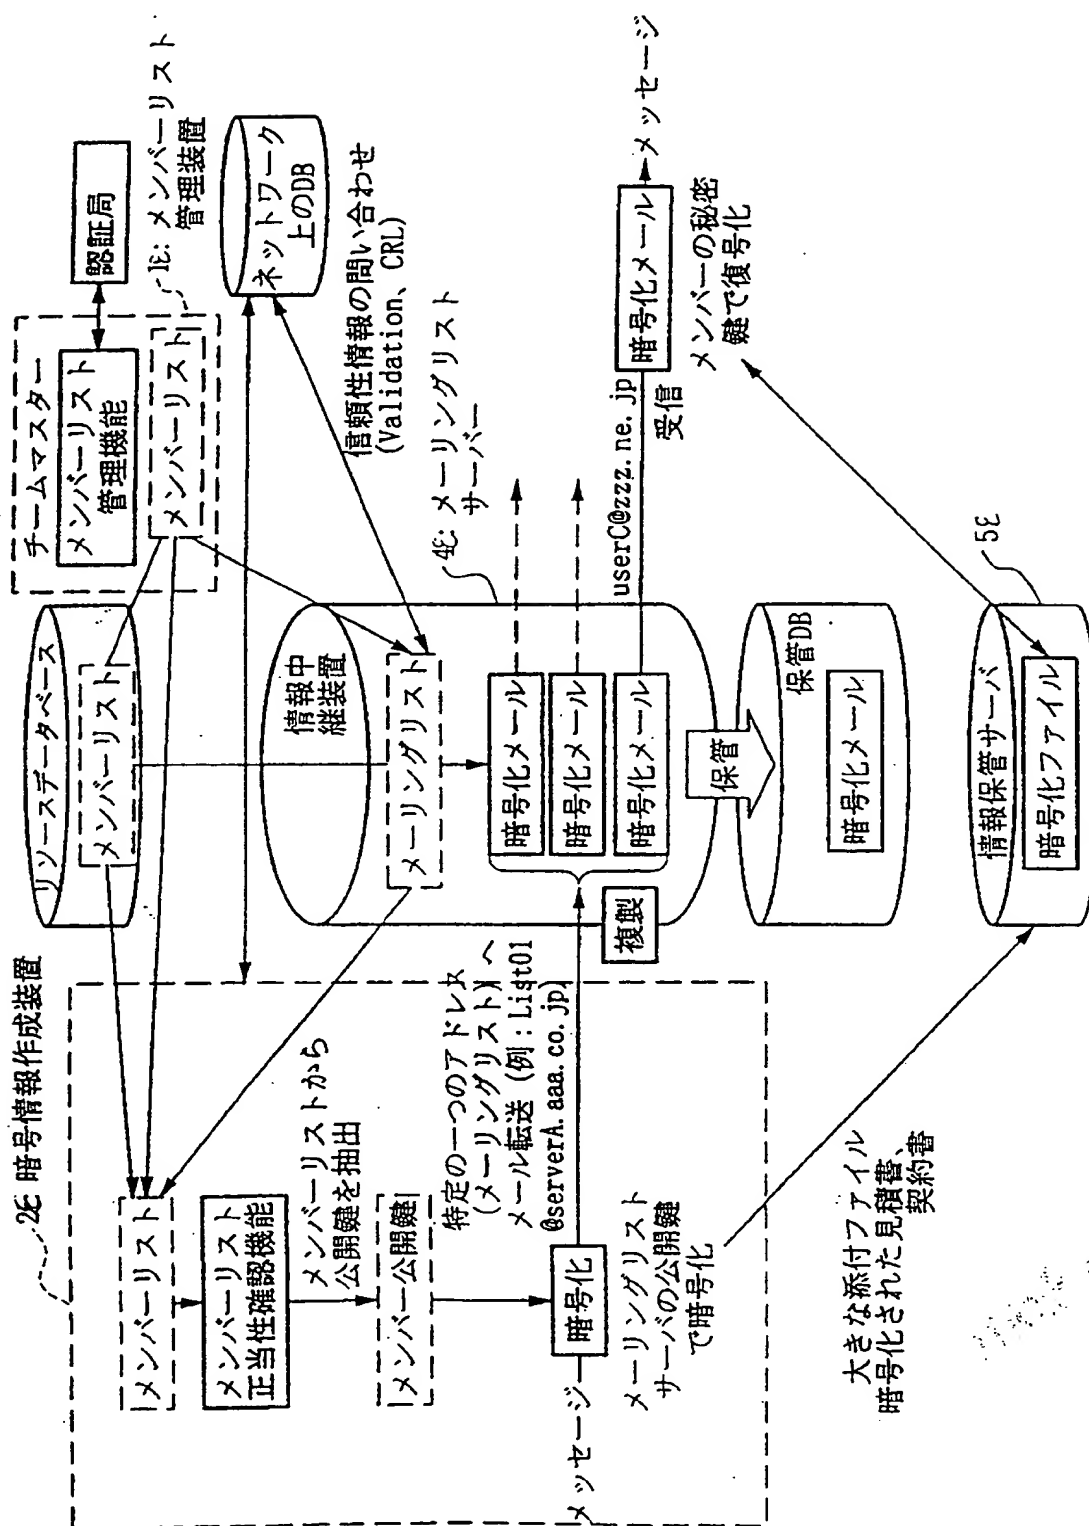 2E 暗号情報作成装置
メンバーリスト
メンバーリスト
正当性確認機能
メンバーリストから
公開鍵を抽出
メンバー公開鍵
メッセージ
暗号化
メーリングリスト
サーバの公開鍵
で暗号化
特定の一つのアドレス
(メーリングリスト)へ
メール転送(例:List01
@serverA.aaa.co.jp)
大きな添付ファイル
暗号化された見積書、
契約書
リソースデータベース
メンバーリスト
情報中
継装置
メーリングリスト
暗号化メール
暗号化メール
暗号化メール
複製
保管
保管DB
暗号化メール
情報保管サーバ
暗号化ファイル
5E
チームマスター
メンバーリスト
管理機能
メンバーリスト
認証局
1E: メンバーリスト
管理装置
ネットワーク
上のDB
信頼性情報の問い合わせ
(Validation、CRL)
4E: メーリングリスト
サーバー
userC@zzz.ne.jp
受信
暗号化メール
メッセージ
メンバーの秘密
鍵で復号化